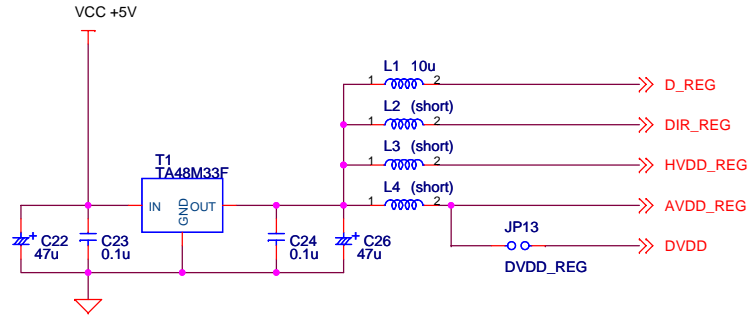 VCC +5V
L1 10u
1 2
D_REG
L2 (short)
1 2
DIR_REG
L3 (short)
1 2
HVDD_REG
T1
TA48M33F
L4 (short)
IN
GND
OUT
1 2
AVDD_REG
JP13
DVDD
DVDD_REG
+
C22
47u
C23
0.1u
C24
0.1u
+
C26
47u